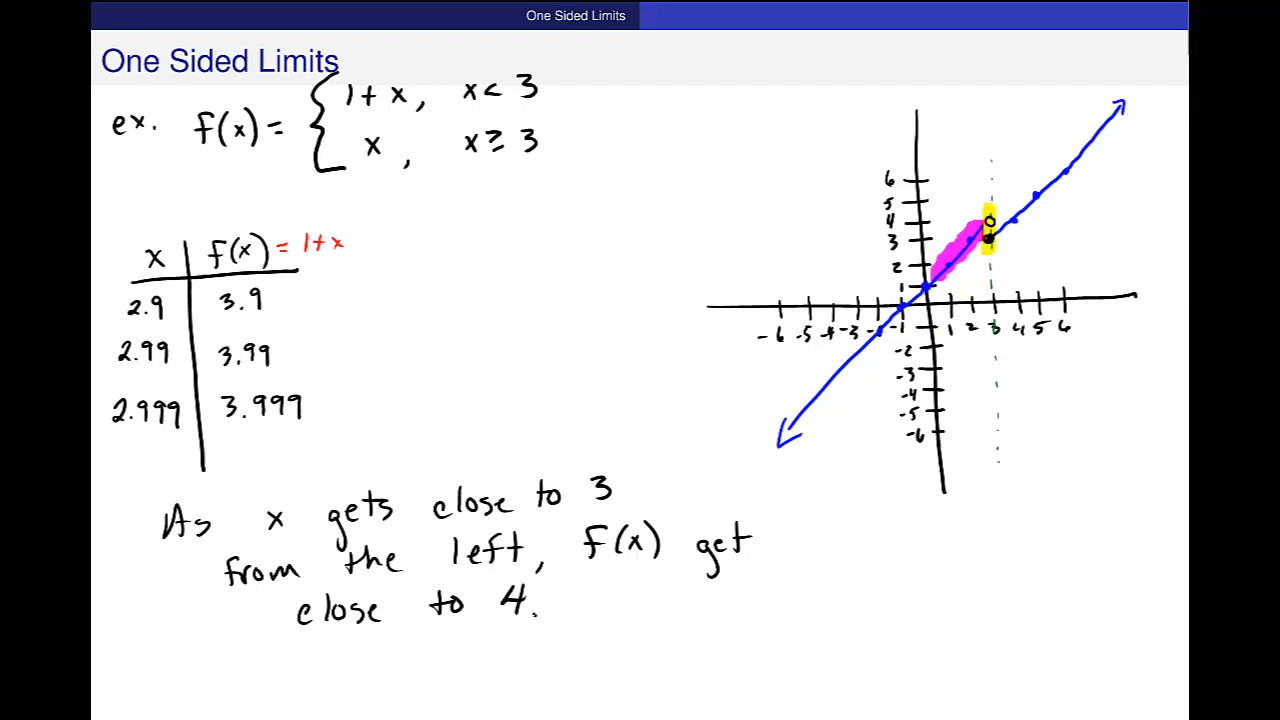 One Sided Limits
One Sided Limits
ex. f(x) = { 1 + x, x < 3
x, x ≥ 3
x f(x) = 1 + x
2.9 3.9
2.99 3.99
2.999 3.999
As x gets close to 3
from the left, f(x) get
close to 4.
6
5
4
3
2
1
-6 -5 -4 -3 -2 -1 1 2 3 4 5 6
-1
-2
-3
-4
-5
-6